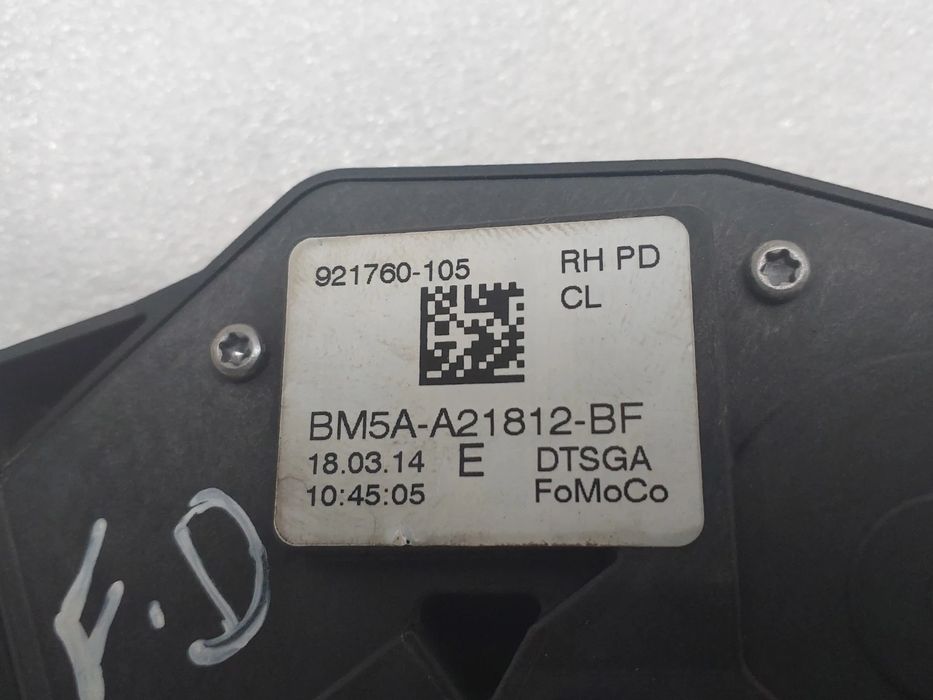 921760-105 RH PD
CL
BM5A-A21812-BF
18.03.14 E DTSGA
10:45:05 FoMoCo
F.D